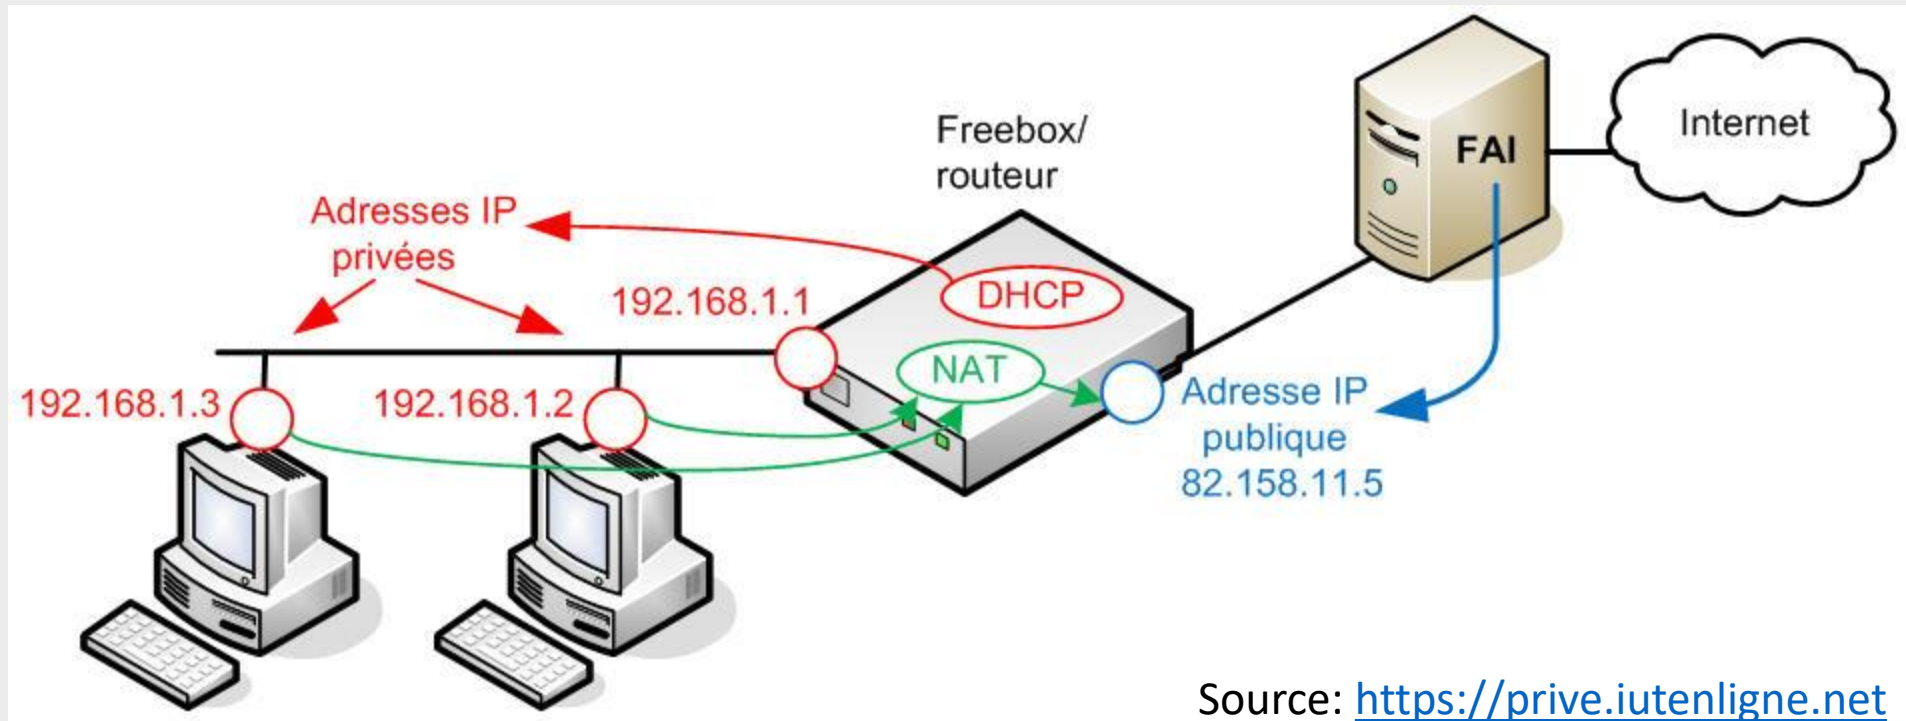 Freebox/
routeur
FAI
Internet
Adresses IP
privées
192.168.1.1
DHCP
NAT
192.168.1.3
192.168.1.2
Adresse IP
publique
82.158.11.5
Source: https://prive.iutenligne.net